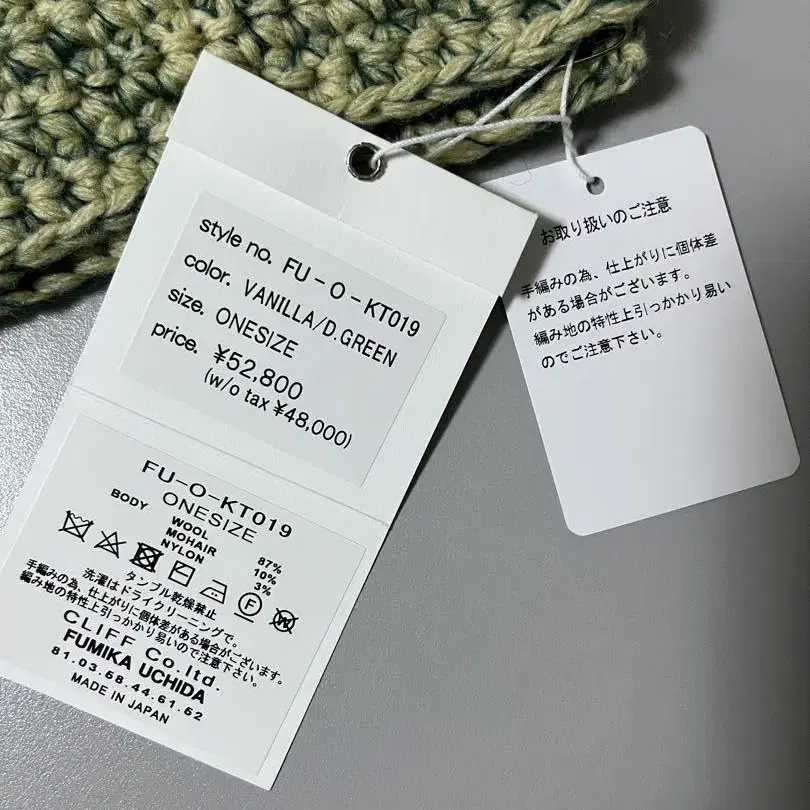 style no. FU-O-KT019
color. VANILLA/D.GREEN
size. ONESIZE
price. ¥52,800
(w/o tax ¥48,000)
FU-O-KT019
ONESIZE
BODY WOOL 87%
MOHAIR 10%
NYLON 3%
F
W
タンブル乾燥禁止
洗濯はドライクリーニングで。
手編みの為、仕上がりに個体差がある場合がございます。
編み地の特性上引っかかり易いので注意下さい。
CLIFF Co.ltd.
FUMIKA UCHIDA
81.03.58.44.61.52
MADE IN JAPAN
お取り扱いのご注意
手編みの為、仕上がりに個体差
がある場合がございます。
編み地の特性上引っかかり易い
のでご注意下さい。